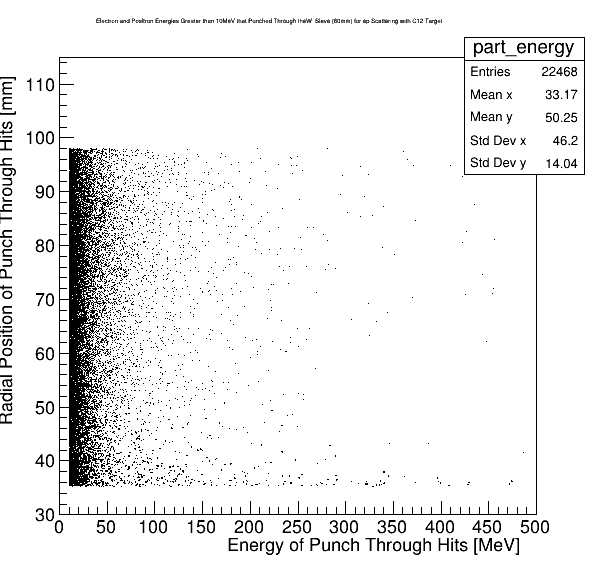 Electron and Positron Energies Greater than 10MeV that Punched Through theW Sieve (60mm) for ep Scattering with C12 Target
part_energy
Entries 22468
Mean x 33.17
Mean y 50.25
Std Dev x 46.2
Std Dev y 14.04
Radial Position of Punch Through Hits [mm]
110
100
90
80
70
60
50
40
30
0 50 100 150 200 250 300 350 400 450 500
Energy of Punch Through Hits [MeV]